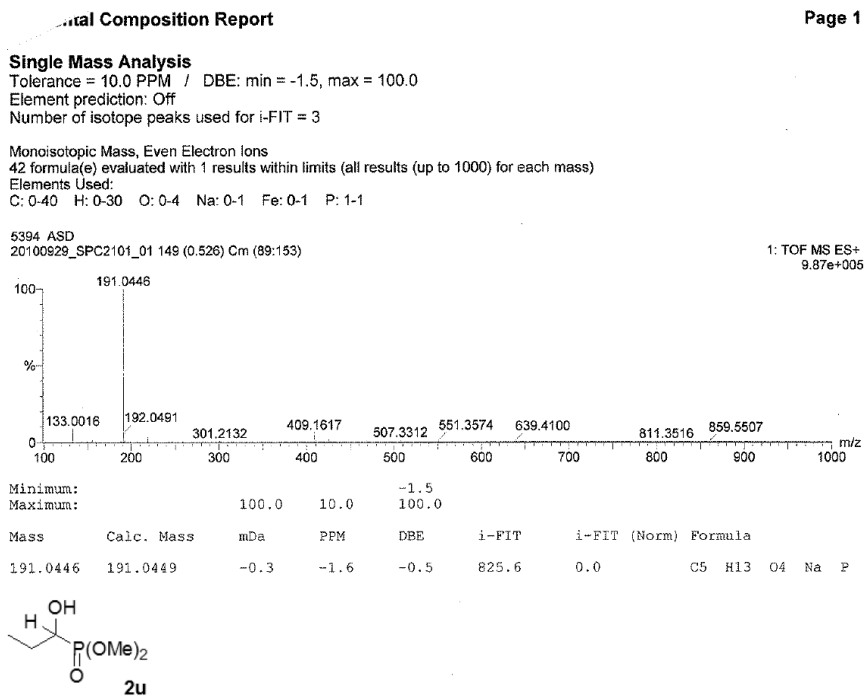 ntal Composition Report Page 1
Single Mass Analysis
Tolerance = 10.0 PPM / DBE: min = -1.5, max = 100.0
Element prediction: Off
Number of isotope peaks used for i-FIT = 3
Monoisotopic Mass, Even Electron Ions
42 formula(e) evaluated with 1 results within limits (all results (up to 1000) for each mass)
Elements Used:
C: 0-40 H: 0-30 O: 0-4 Na: 0-1 Fe: 0-1 P: 1-1
5394 ASD
20100929_SPC2101_01 149 (0.526) Cm (89:153)
1: TOF MS ES+
9.87e+005
100
191.0446
%
133.0016 192.0491 301.2132 409.1617 507.3312 551.3574 639.4100 811.3516 859.5507
0
100 200 300 400 500 600 700 800 900 1000 m/z
Minimum: -1.5
Maximum: 100.0 10.0 100.0
Mass Calc. Mass mDa PPM DBE i-FIT i-FIT (Norm) Formula
191.0446 191.0449 -0.3 -1.6 -0.5 825.6 0.0 C5 H13 O4 Na P
OH
H
P(OMe)2
O
2u